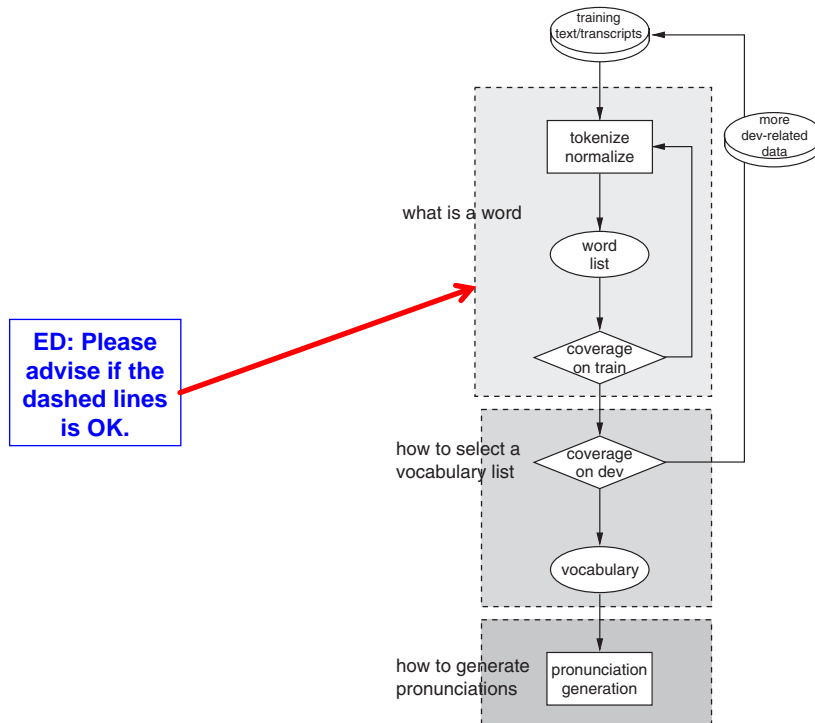 training
text/transcripts
more
dev-related
data
tokenize
normalize
what is a word
word
list
ED: Please
advise if the
dashed lines
is OK.
coverage
on train
how to select a
vocabulary list
coverage
on dev
vocabulary
how to generate
pronunciations
pronunciation
generation